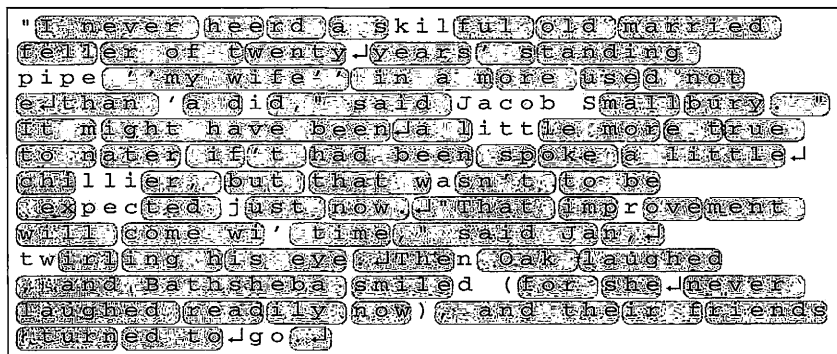 "I never heerd a skilful old married
feller of twenty↲years' standing
pipe ''my wife'' in a more used not
e↲than 'a did," said Jacob Smallbury. "
It might have been↲a little more true
to nater if't had been spoke a little↲
chillier, but that wasn't to be
expected just now.↲"That improvement
will come wi' time," said Jan,↲
twirling his eye.↲Then Oak laughed
, and Bathsheba smiled (for she↲never
laughed readily now), and their friends
turned to↲go.↲